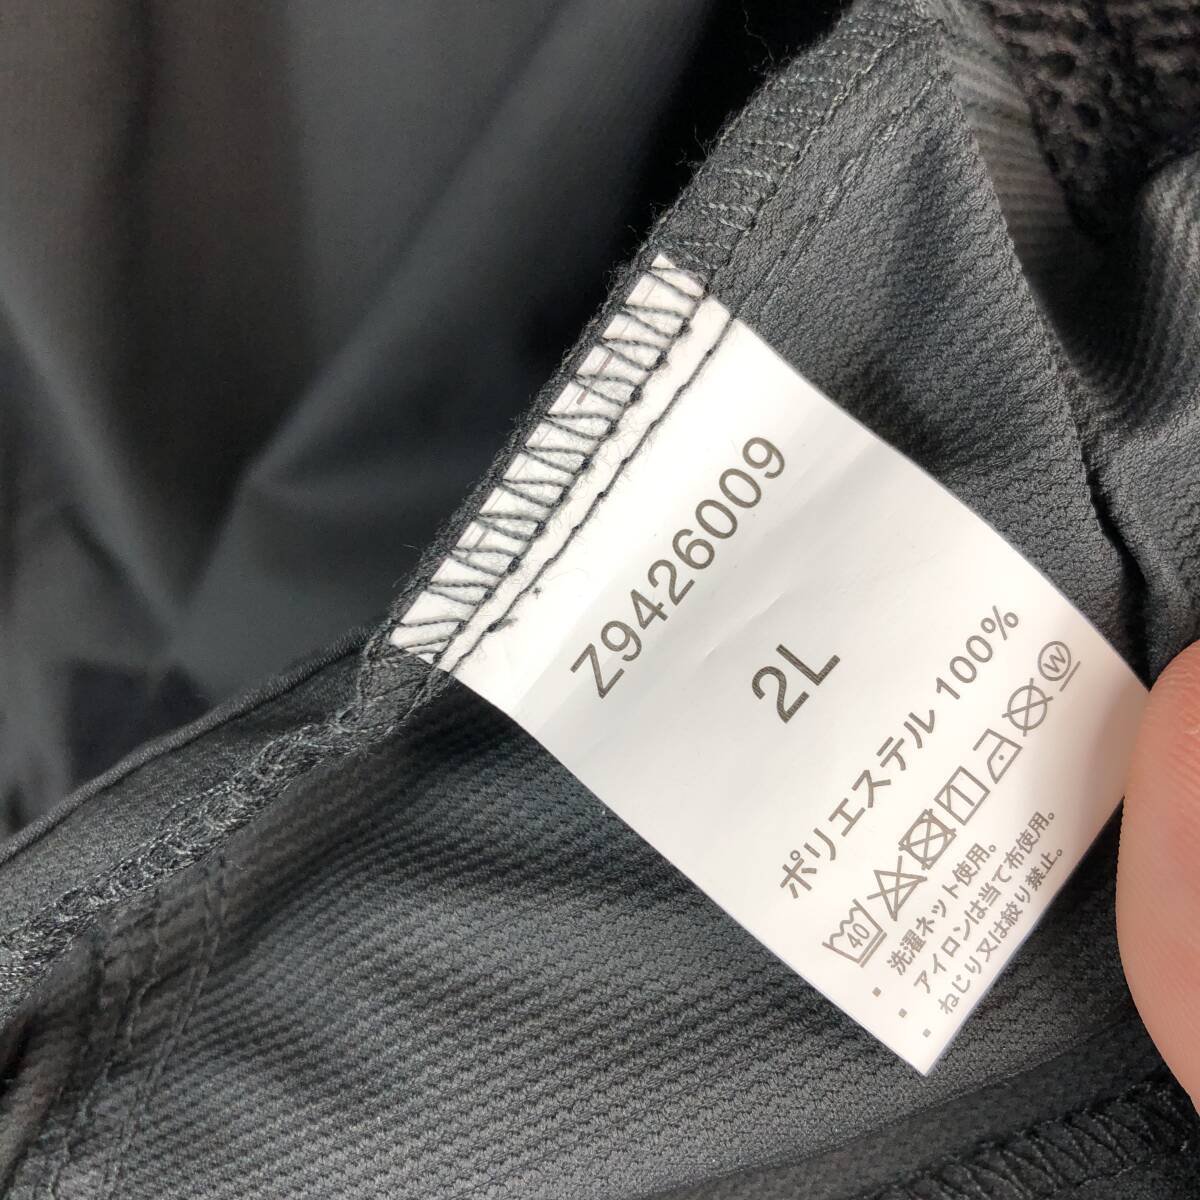 Z9426009
2L
ポリエステル 100%
40 W
・ 洗濯ネット使用。
・ アイロンは当て布使用。
・ ねじり又は絞り禁止。